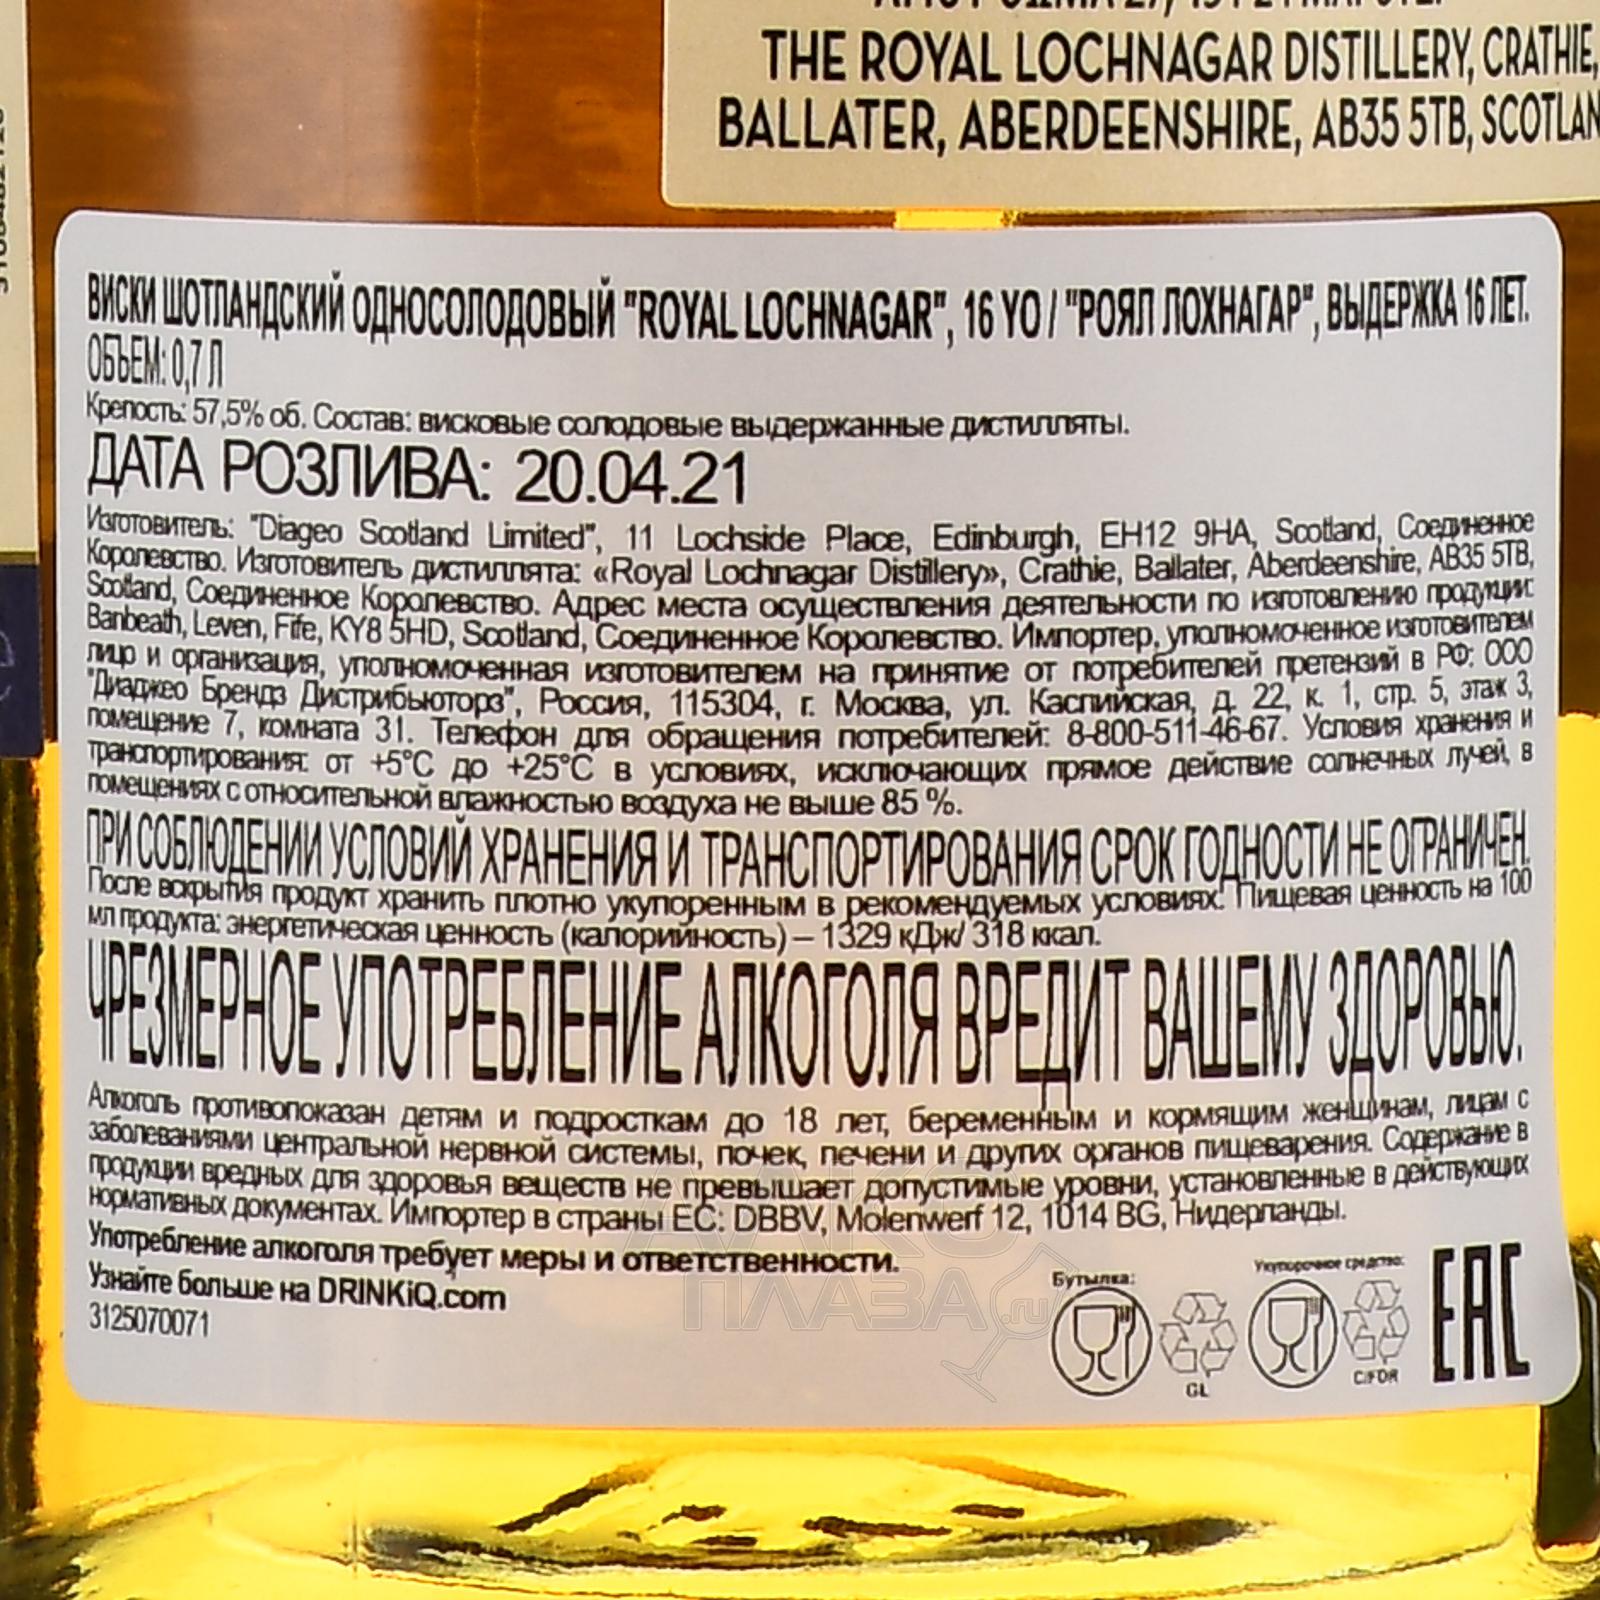 THE ROYAL LOCHNAGAR DISTILLERY, CRATHIE,
BALLATER, ABERDEENSHIRE, AB35 5TB, SCOTLAN
ВИСКИ ШОТЛАНДСКИЙ ОДНОСОЛОДОВЫЙ "ROYAL LOCHNAGAR", 16 YO / "РОЯЛ ЛОХНАГАР", ВЫДЕРЖКА 16 ЛЕТ.
ОБЪЕМ: 0,7 Л
Крепость: 57,5% об. Состав: висковые солодовые выдержанные дистилляты.
ДАТА РОЗЛИВА: 20.04.21
Изготовитель: "Diageo Scotland Limited", 11 Lochside Place, Edinburgh, EH12 9HA, Scotland, Соединенное
Королевство. Изготовитель дистиллята: «Royal Lochnagar Distillery», Crathie, Ballater, Aberdeenshire, AB35 5TB,
Scotland, Соединенное Королевство. Адрес места осуществления деятельности по изготовлению продукции:
Banbeath, Leven, Fife, KY8 5HD, Scotland, Соединенное Королевство. Импортер, уполномоченное изготовителем
лицо и организация, уполномоченная изготовителем на принятие от потребителей претензий в РФ: ООО
"Диаджео Брендз Дистрибьюторз", Россия, 115304, г. Москва, ул. Каспийская, д. 22, к. 1, стр. 5, этаж 3,
помещение 7, комната 31. Телефон для обращения потребителей: 8-800-511-46-67. Условия хранения и
транспортирования: от +5°С до +25°С в условиях, исключающих прямое действие солнечных лучей, в
помещениях с относительной влажностью воздуха не выше 85 %.
ПРИ СОБЛЮДЕНИИ УСЛОВИЙ ХРАНЕНИЯ И ТРАНСПОРТИРОВАНИЯ СРОК ГОДНОСТИ НЕ ОГРАНИЧЕН.
После вскрытия продукт хранить плотно укупоренным в рекомендуемых условиях. Пищевая ценность на 100
мл продукта: энергетическая ценность (калорийность) – 1329 кДж/ 318 ккал.
ЧРЕЗМЕРНОЕ УПОТРЕБЛЕНИЕ АЛКОГОЛЯ ВРЕДИТ ВАШЕМУ ЗДОРОВЬЮ.
Алкоголь противопоказан детям и подросткам до 18 лет, беременным и кормящим женщинам, лицам с
заболеваниями центральной нервной системы, почек, печени и других органов пищеварения. Содержание в
продукции вредных для здоровья веществ не превышает допустимые уровни, установленные в действующих
нормативных документах. Импортер в страны ЕС: DBBV, Molenwerf 12, 1014 BG, Нидерланды.
Употребление алкоголя требует меры и ответственности.
Узнайте больше на DRINKiQ.com
3125070071
Бутылка:
Укупорочное средство:
GL
C/FOR
ЕАС
АЛКО
ПЛАЗА.ru